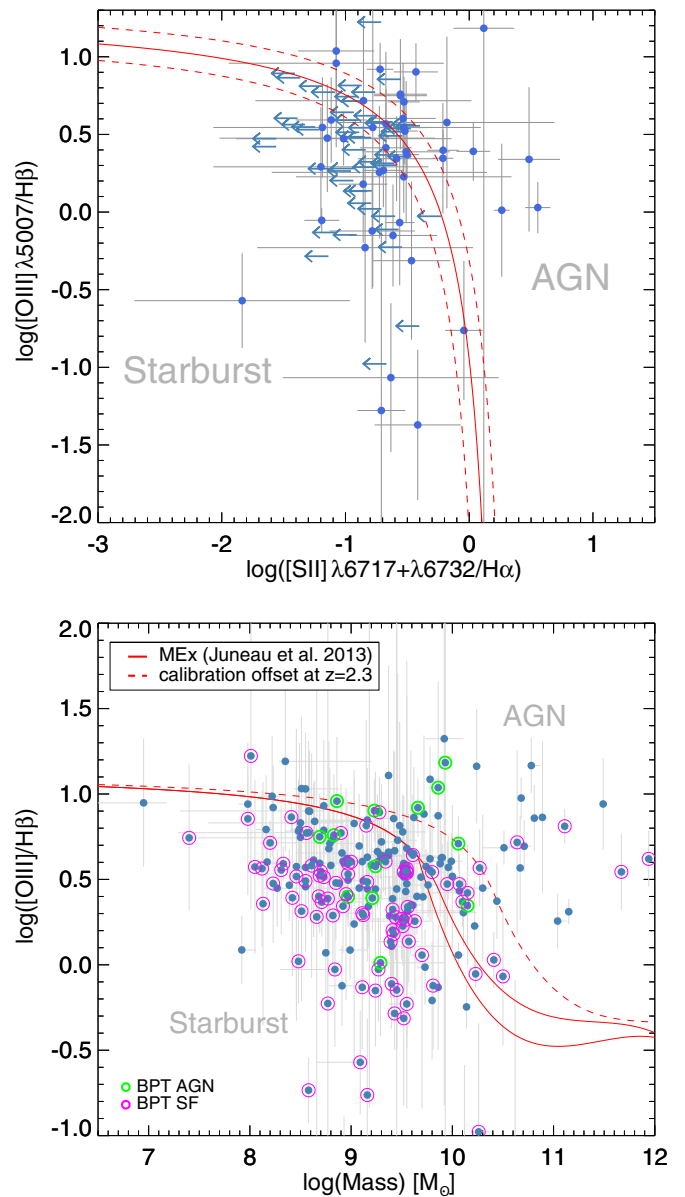 1.0
0.5
0.0
-0.5
-1.0
-1.5
-2.0
log([OIII] λ5007/Hβ)
AGN
Starburst
-3 -2 -1 0 1
log([SII] λ6717+λ6732/Hα)
2.0
1.5
1.0
0.5
0.0
-0.5
-1.0
log([OIII]/Hβ)
MEx (Juneau et al. 2013)
calibration offset at z=2.3
AGN
Starburst
BPT AGN
BPT SF
7 8 9 10 11 12
log(Mass) [M⊙]